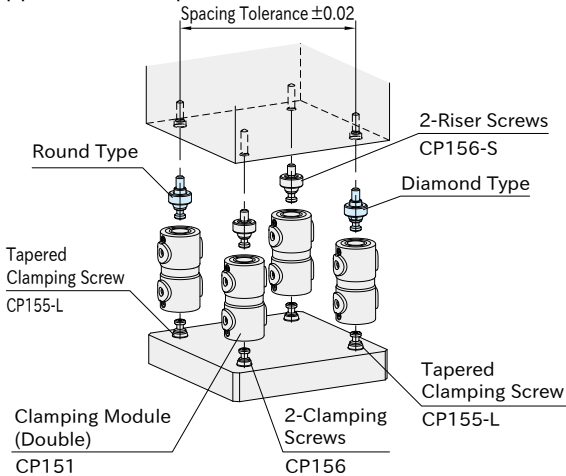 Spacing Tolerance ±0.02
2-Riser Screws
CP156-S
Round Type
Diamond Type
Tapered
Clamping Screw
CP155-L
Tapered
Clamping Screw
CP155-L
Clamping Module
(Double)
CP151
2-Clamping
Screws
CP156